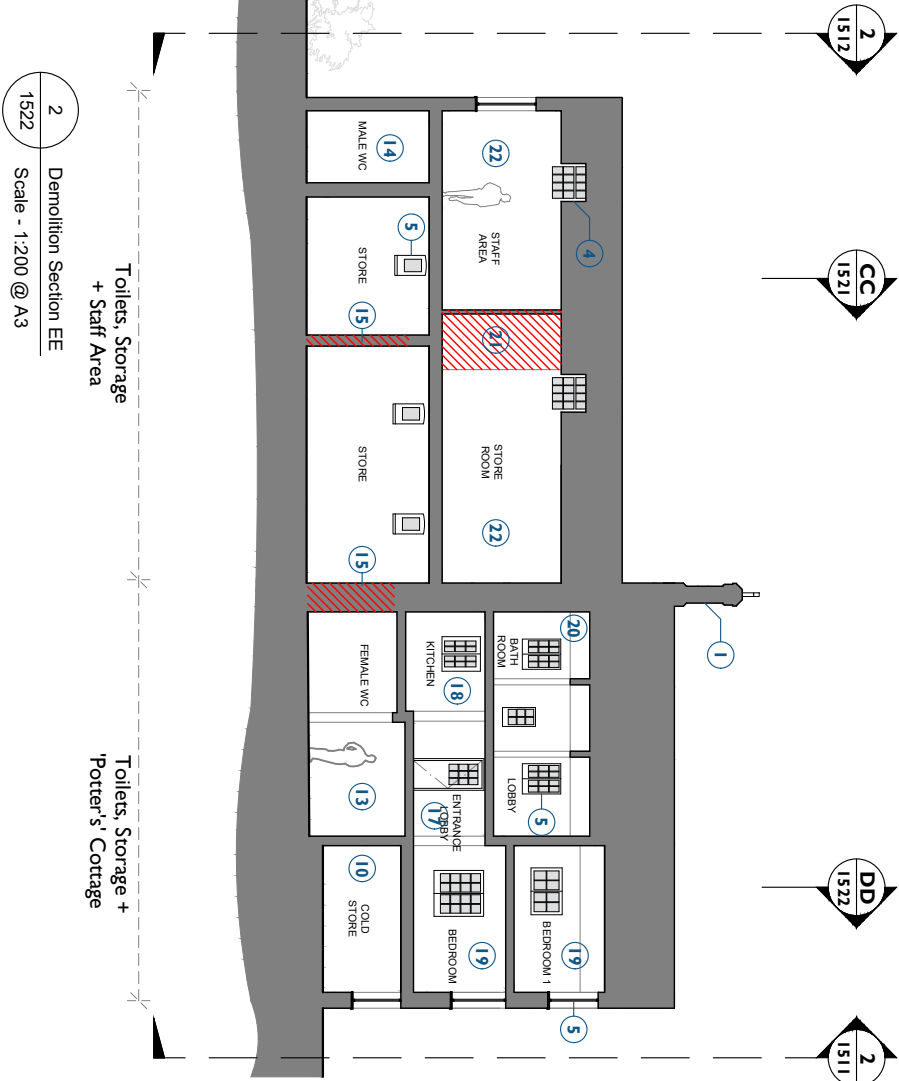 2
1512
CC
1521
DD
1522
2
1511
1
4
22
STAFF
AREA
21
STORE
ROOM
22
14
MALE WC
5
STORE
15
STORE
15
20
BATH
ROOM
LOBBY
5
BEDROOM 1
19
5
KITCHEN
18
ENTRANCE
LOBBY
17
BEDROOM
19
FEMALE WC
13
10
COLD
STORE
Toilets, Storage
+ Staff Area
Toilets, Storage +
'Potter's' Cottage
2
1522
Demolition Section EE
Scale - 1:200 @ A3